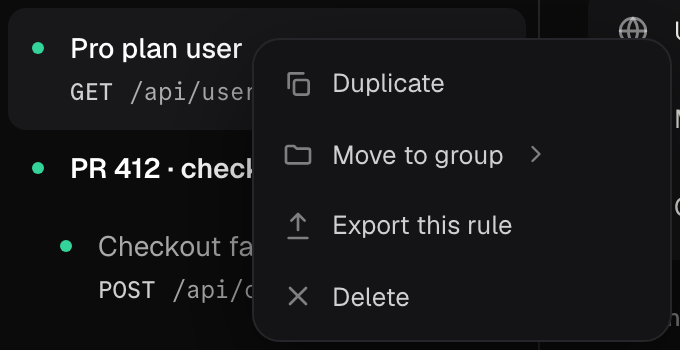 Pro plan user
GET /api/user
PR 412 · check
Checkout fa
POST /api/
Duplicate
Move to group
Export this rule
Delete